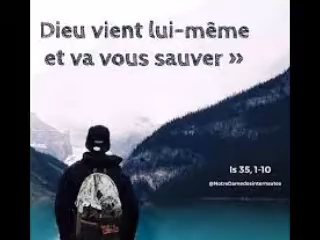 Dieu vient lui-même
et va vous sauver »
Is 35, 1-10
@NotreDamedesinternautes